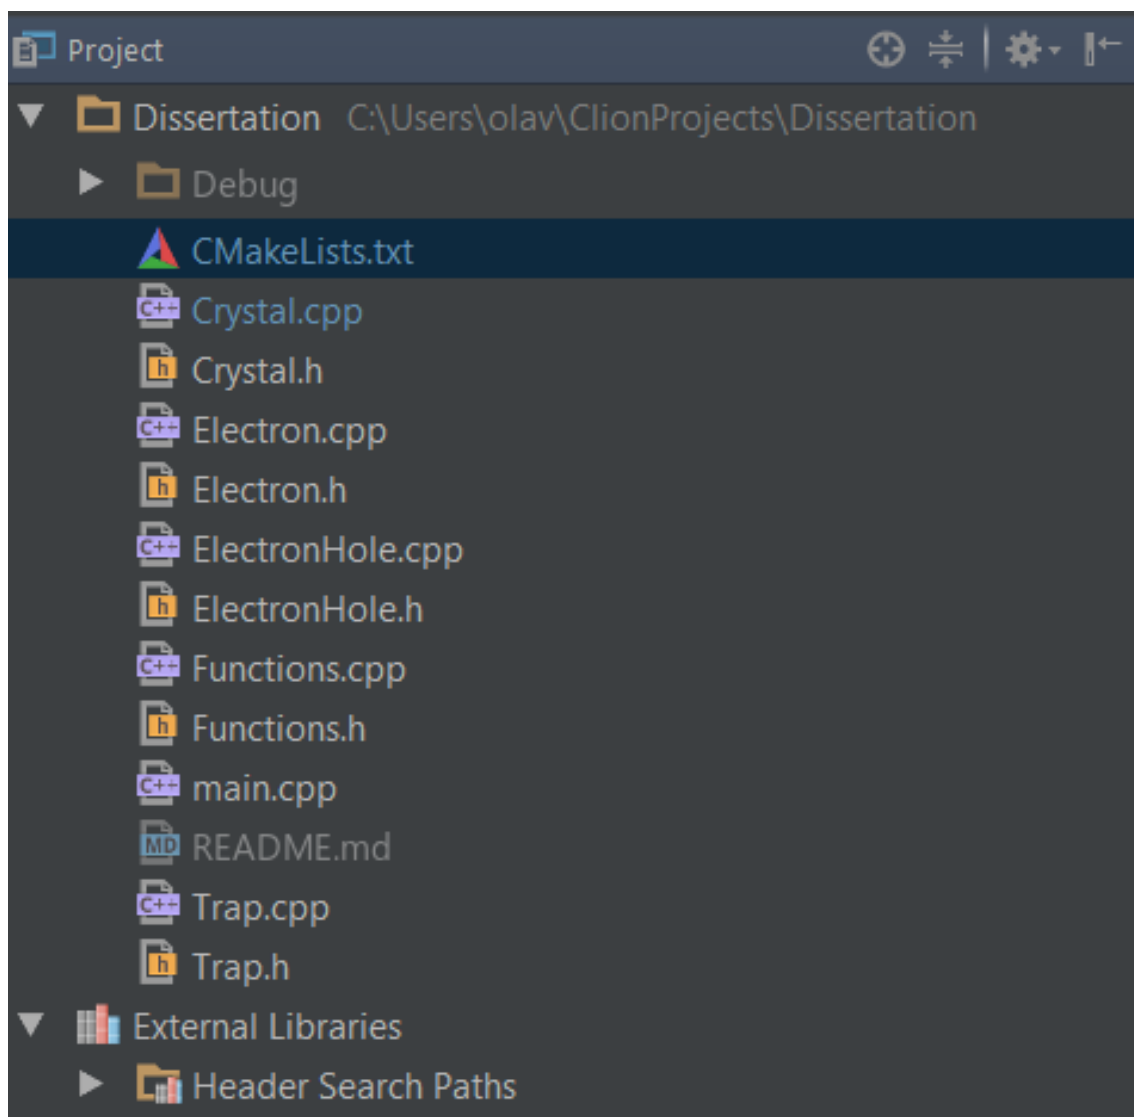 Project
Dissertation C:\Users\olav\ClionProjects\Dissertation
Debug
CMakeLists.txt
C++ Crystal.cpp
h Crystal.h
C++ Electron.cpp
h Electron.h
C++ ElectronHole.cpp
h ElectronHole.h
C++ Functions.cpp
h Functions.h
C++ main.cpp
MD README.md
C++ Trap.cpp
h Trap.h
External Libraries
Header Search Paths